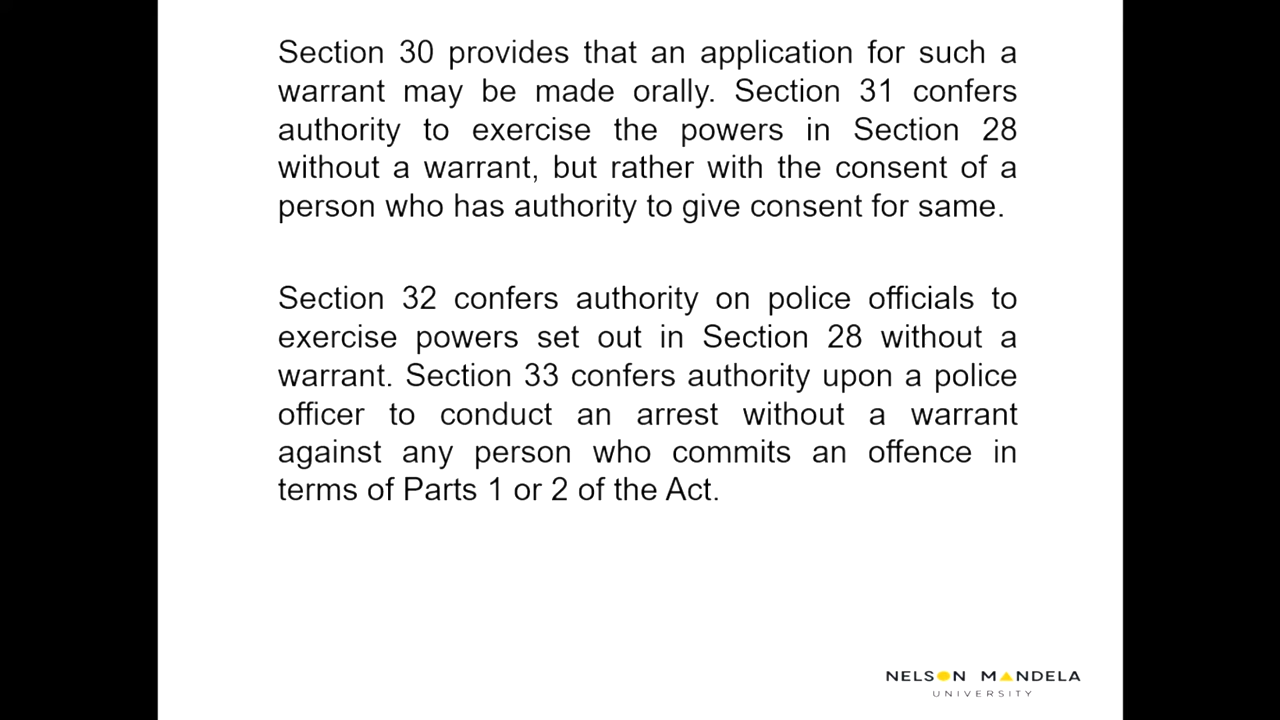 Section 30 provides that an application for such a
warrant may be made orally. Section 31 confers
authority to exercise the powers in Section 28
without a warrant, but rather with the consent of a
person who has authority to give consent for same.
Section 32 confers authority on police officials to
exercise powers set out in Section 28 without a
warrant. Section 33 confers authority upon a police
officer to conduct an arrest without a warrant
against any person who commits an offence in
terms of Parts 1 or 2 of the Act.
NELSON MANDELA
UNIVERSITY